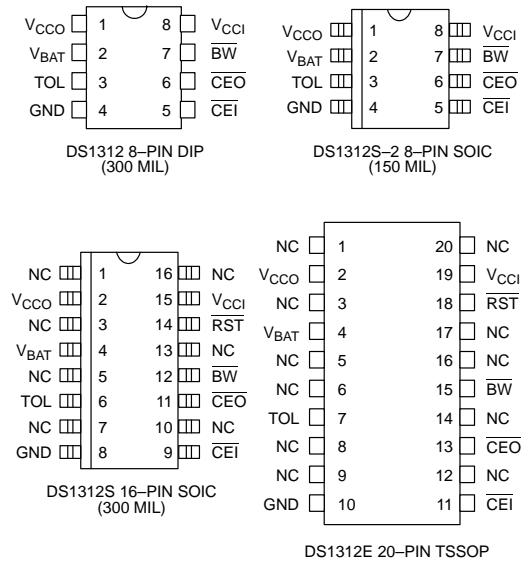 VCCO 1 8 VCCI
VBAT 2 7 BW
TOL 3 6 CEO
GND 4 5 CEI
DS1312 8–PIN DIP
(300 MIL)
VCCO 1 8 VCCI
VBAT 2 7 BW
TOL 3 6 CEO
GND 4 5 CEI
DS1312S–2 8–PIN SOIC
(150 MIL)
NC 1 16 NC
VCCO 2 15 VCCI
NC 3 14 RST
VBAT 4 13 NC
NC 5 12 BW
TOL 6 11 CEO
NC 7 10 NC
GND 8 9 CEI
DS1312S 16–PIN SOIC
(300 MIL)
NC 1 20 NC
VCCO 2 19 VCCI
NC 3 18 RST
VBAT 4 17 NC
NC 5 16 NC
NC 6 15 BW
TOL 7 14 NC
NC 8 13 CEO
NC 9 12 NC
GND 10 11 CEI
DS1312E 20–PIN TSSOP